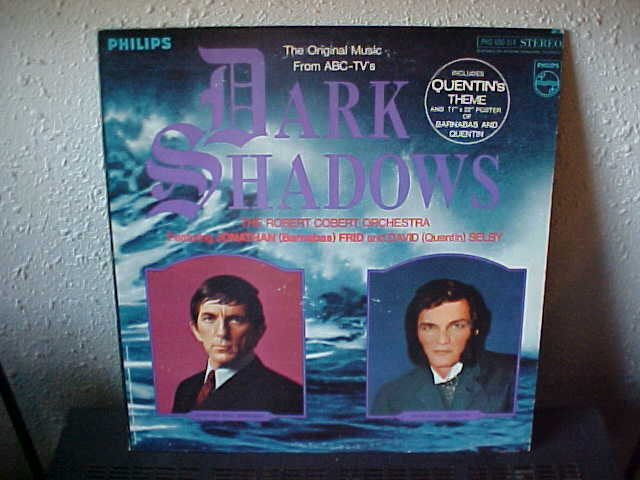 PHILIPS
The Original Music
From ABC-TV's
STEREO
PHILIPS
INCLUDES
QUENTIN's
THEME
AND 11" x 22" POSTER
OF
BARNABAS AND
QUENTIN
DARK
SHADOWS
THE ROBERT COBERT ORCHESTRA
Featuring JONATHAN (Barnabas) FRID and DAVID (Quentin) SELBY